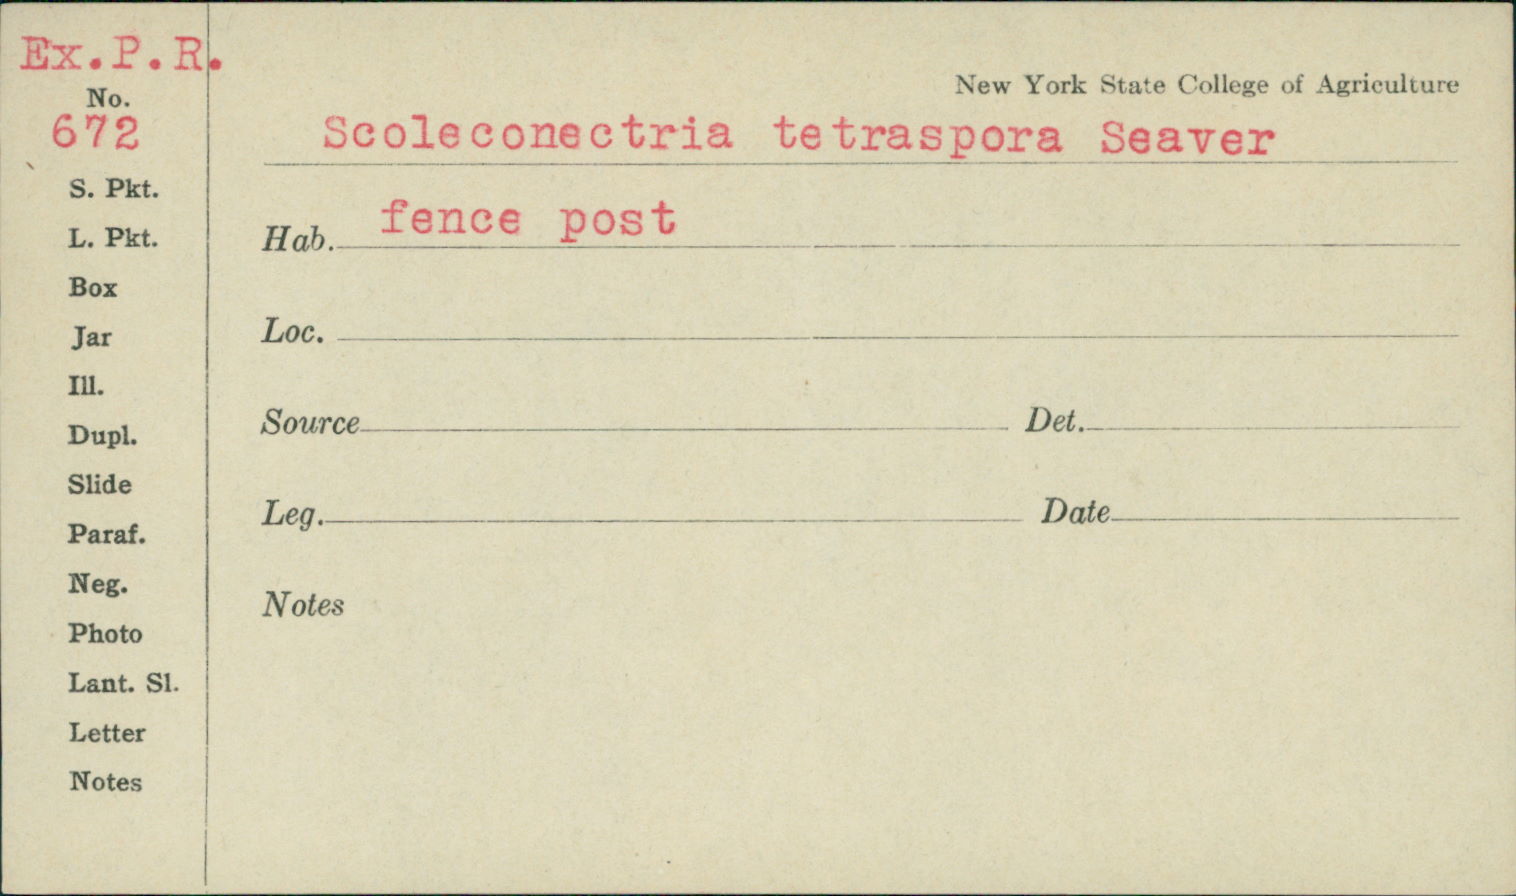 Ex.P.R.
No.
672
S. Pkt.
L. Pkt.
Box
Jar
Ill.
Dupl.
Slide
Paraf.
Neg.
Photo
Lant. Sl.
Letter
Notes
New York State College of Agriculture
Scoleconectria tetraspora Seaver
Hab. fence post
Loc.
Source Det.
Leg. Date
Notes